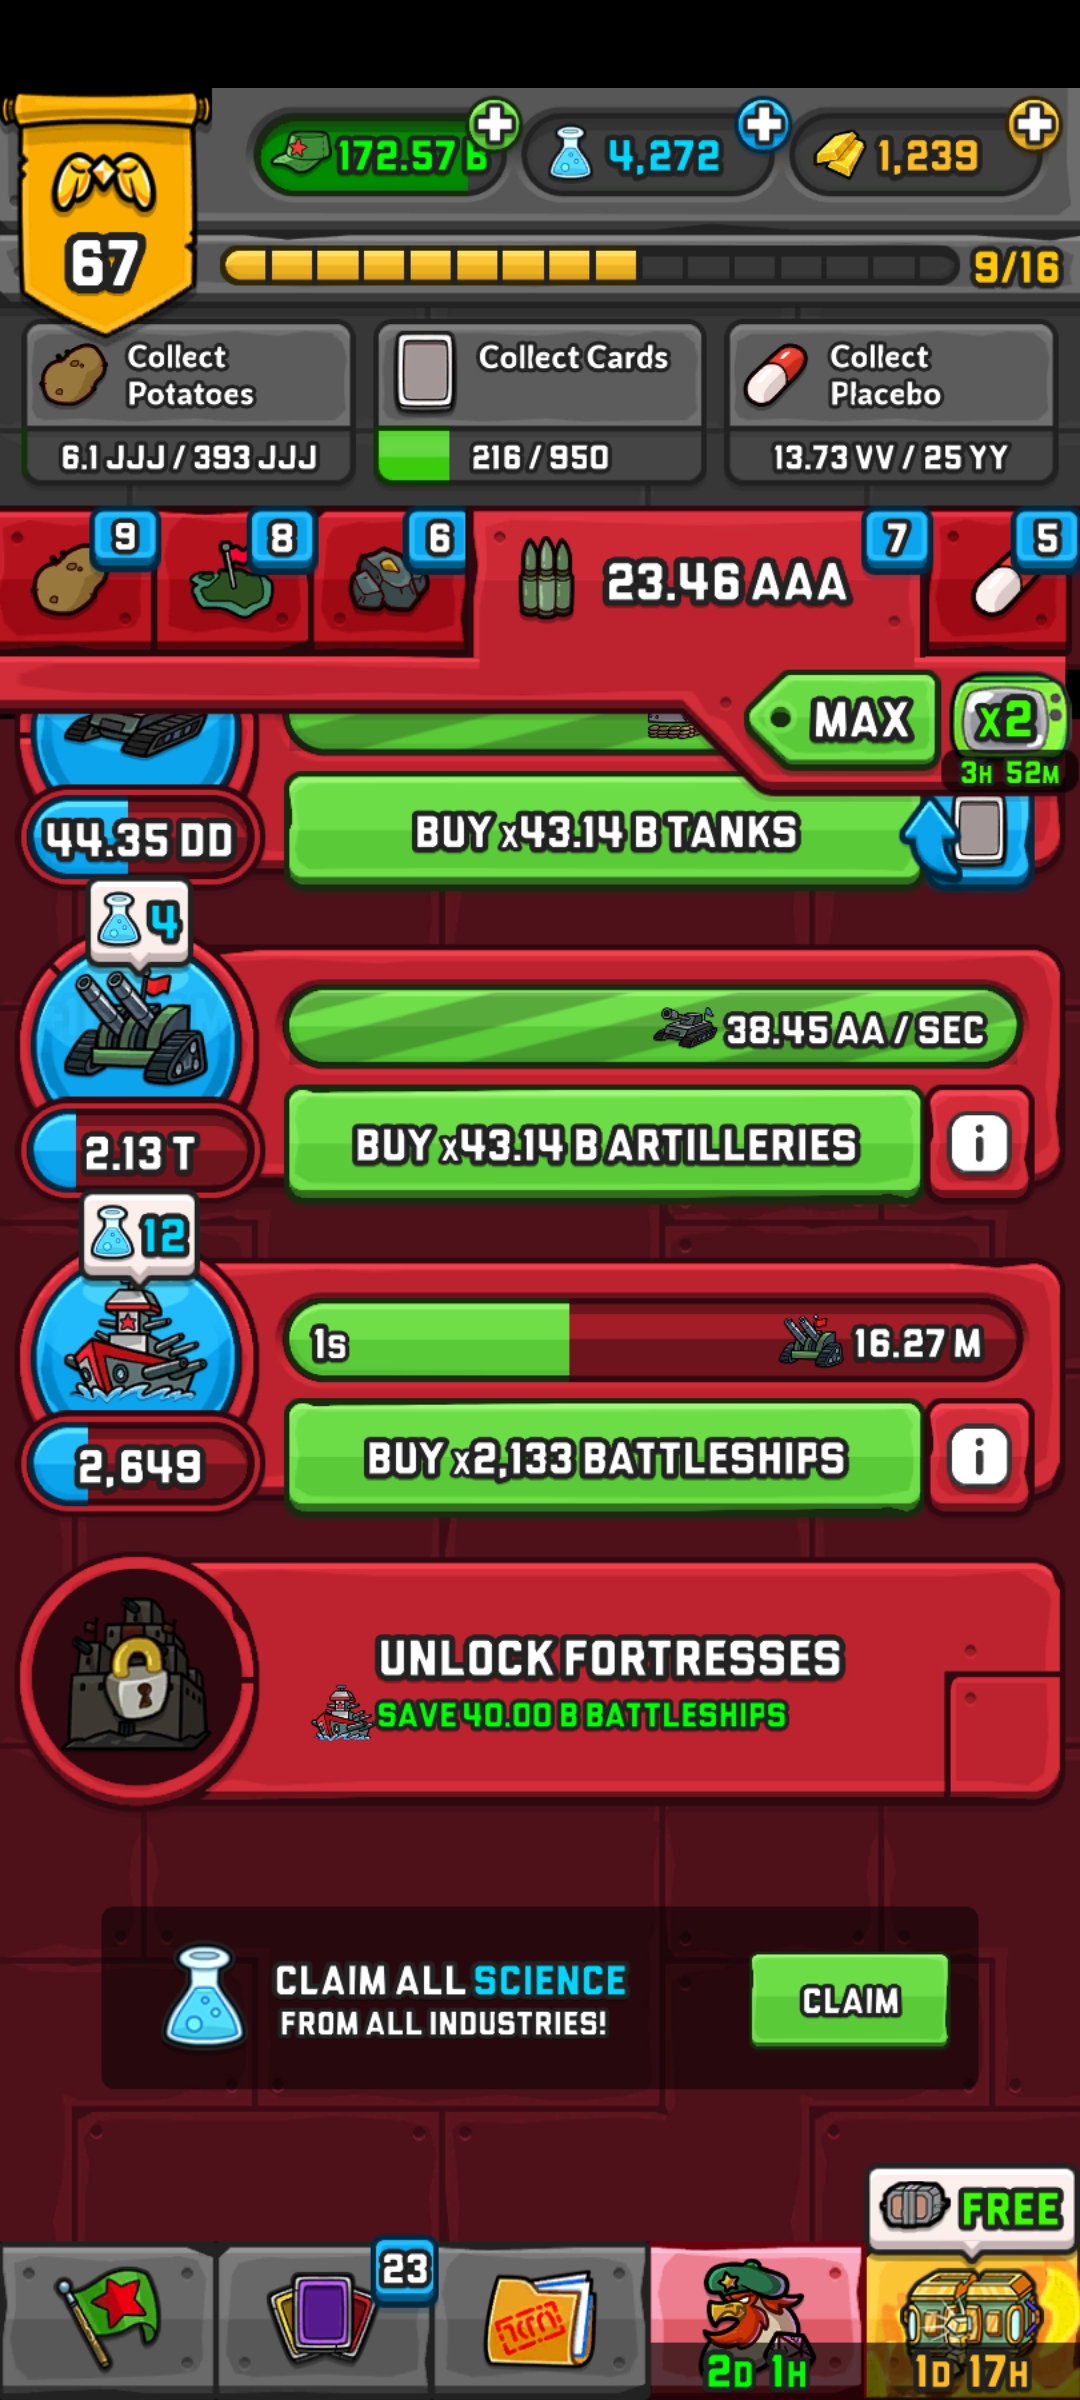 172.57 B
4,272
1,239
67
9/16
Collect Potatoes
6.1 JJJ / 393 JJJ
Collect Cards
216 / 950
Collect Placebo
13.73 VV / 25 YY
9
8
6
23.46 AAA
7
5
MAX
x2
3H 52M
44.35 DD
BUY x43.14 B TANKS
4
38.45 AA / SEC
2.13 T
BUY x43.14 B ARTILLERIES
i
12
1s
16.27 M
2,649
BUY x2,133 BATTLESHIPS
i
UNLOCK FORTRESSES
SAVE 40.00 B BATTLESHIPS
CLAIM ALL SCIENCE
FROM ALL INDUSTRIES!
CLAIM
FREE
23
2D 1H
1D 17H